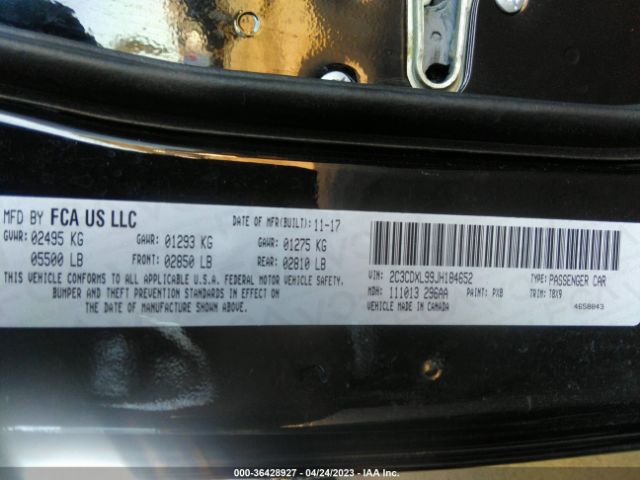 MFD BY FCA US LLC DATE OF MFR(BUILT): 11-17
GVWR: 02495 KG GAWR: 01293 KG GAWR: 01275 KG
05500 LB FRONT: 02850 LB REAR: 02810 LB
THIS VEHICLE CONFORMS TO ALL APPLICABLE U.S.A. FEDERAL MOTOR VEHICLE SAFETY,
BUMPER AND THEFT PREVENTION STANDARDS IN EFFECT ON
THE DATE OF MANUFACTURE SHOWN ABOVE.
VIN: 2C3CDXL99JH184652 TYPE: PASSENGER CAR
MDH: 111013 296AA PAINT: PX8 TRIM: T8X9
VEHICLE MADE IN CANADA 4658843
000-36428927 - 04/24/2023 - IAA Inc.